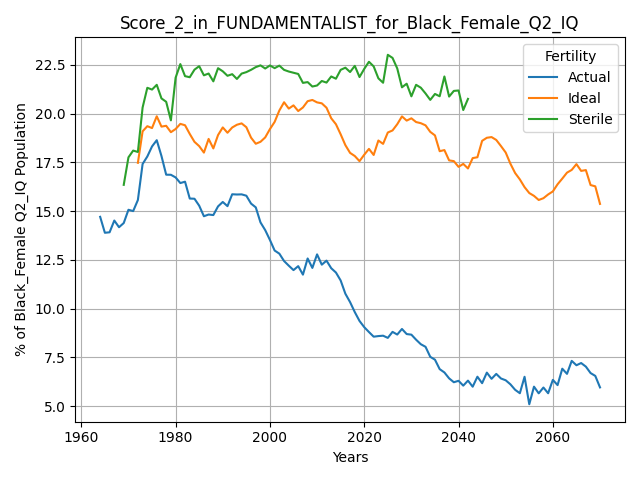 Score_2_in_FUNDAMENTALIST_for_Black_Female_Q2_IQ
% of Black_Female Q2_IQ Population
22.5
20.0
17.5
15.0
12.5
10.0
7.5
5.0
Fertility
Actual
Ideal
Sterile
1960 1980 2000 2020 2040 2060
Years